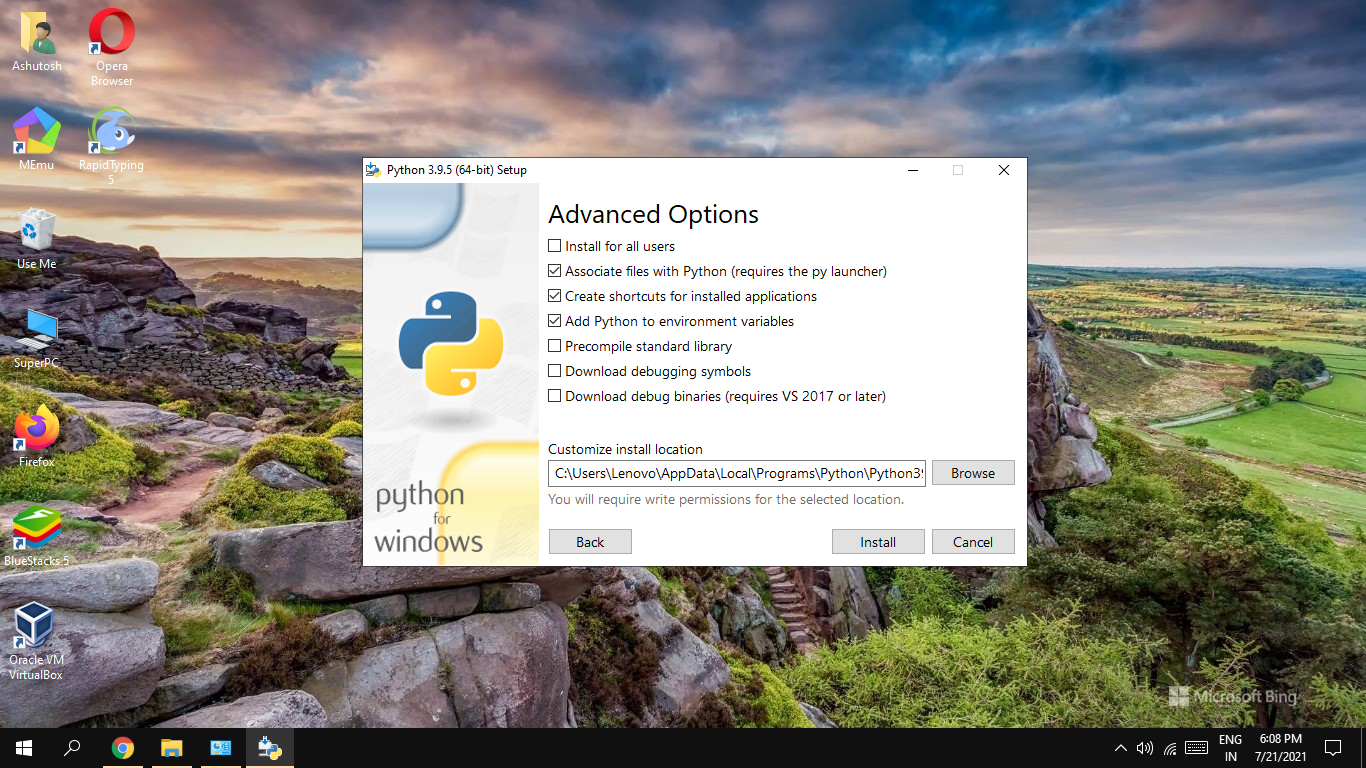 Ashutosh
Opera
Browser
MEmu
RapidTyping
5
Use Me
SuperPC
Firefox
BlueStacks 5
Oracle VM
VirtualBox
Python 3.9.5 (64-bit) Setup
Advanced Options
Install for all users
Associate files with Python (requires the py launcher)
Create shortcuts for installed applications
Add Python to environment variables
Precompile standard library
Download debugging symbols
Download debug binaries (requires VS 2017 or later)
Customize install location
C:\Users\Lenovo\AppData\Local\Programs\Python\Python3
Browse
You will require write permissions for the selected location.
python
for
windows
Back
Install
Cancel
Microsoft Bing
ENG
IN
6:08 PM
7/21/2021